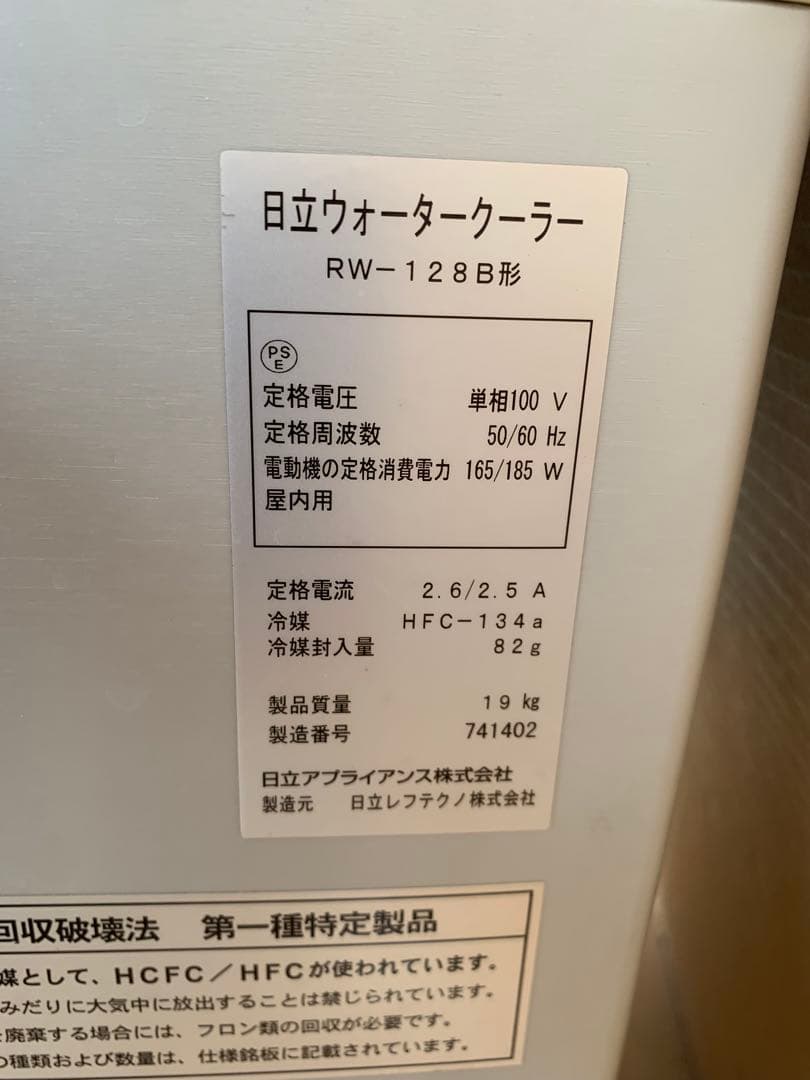 日立ウォータークーラー
RW-128B形
PS
E
定格電圧 単相100 V
定格周波数 50/60 Hz
電動機の定格消費電力 165/185 W
屋内用
定格電流 2.6/2.5 A
冷媒 HFC-134a
冷媒封入量 82g
製品質量 19 kg
製造番号 741402
日立アプライアンス株式会社
製造元 日立レフテクノ株式会社
回収破壊法 第一種特定製品
媒として、HCFC/HFCが使われています。
みだりに大気中に放出することは禁じられています。
を廃棄する場合には、フロン類の回収が必要です。
の種類および数量は、仕様銘板に記載されています。